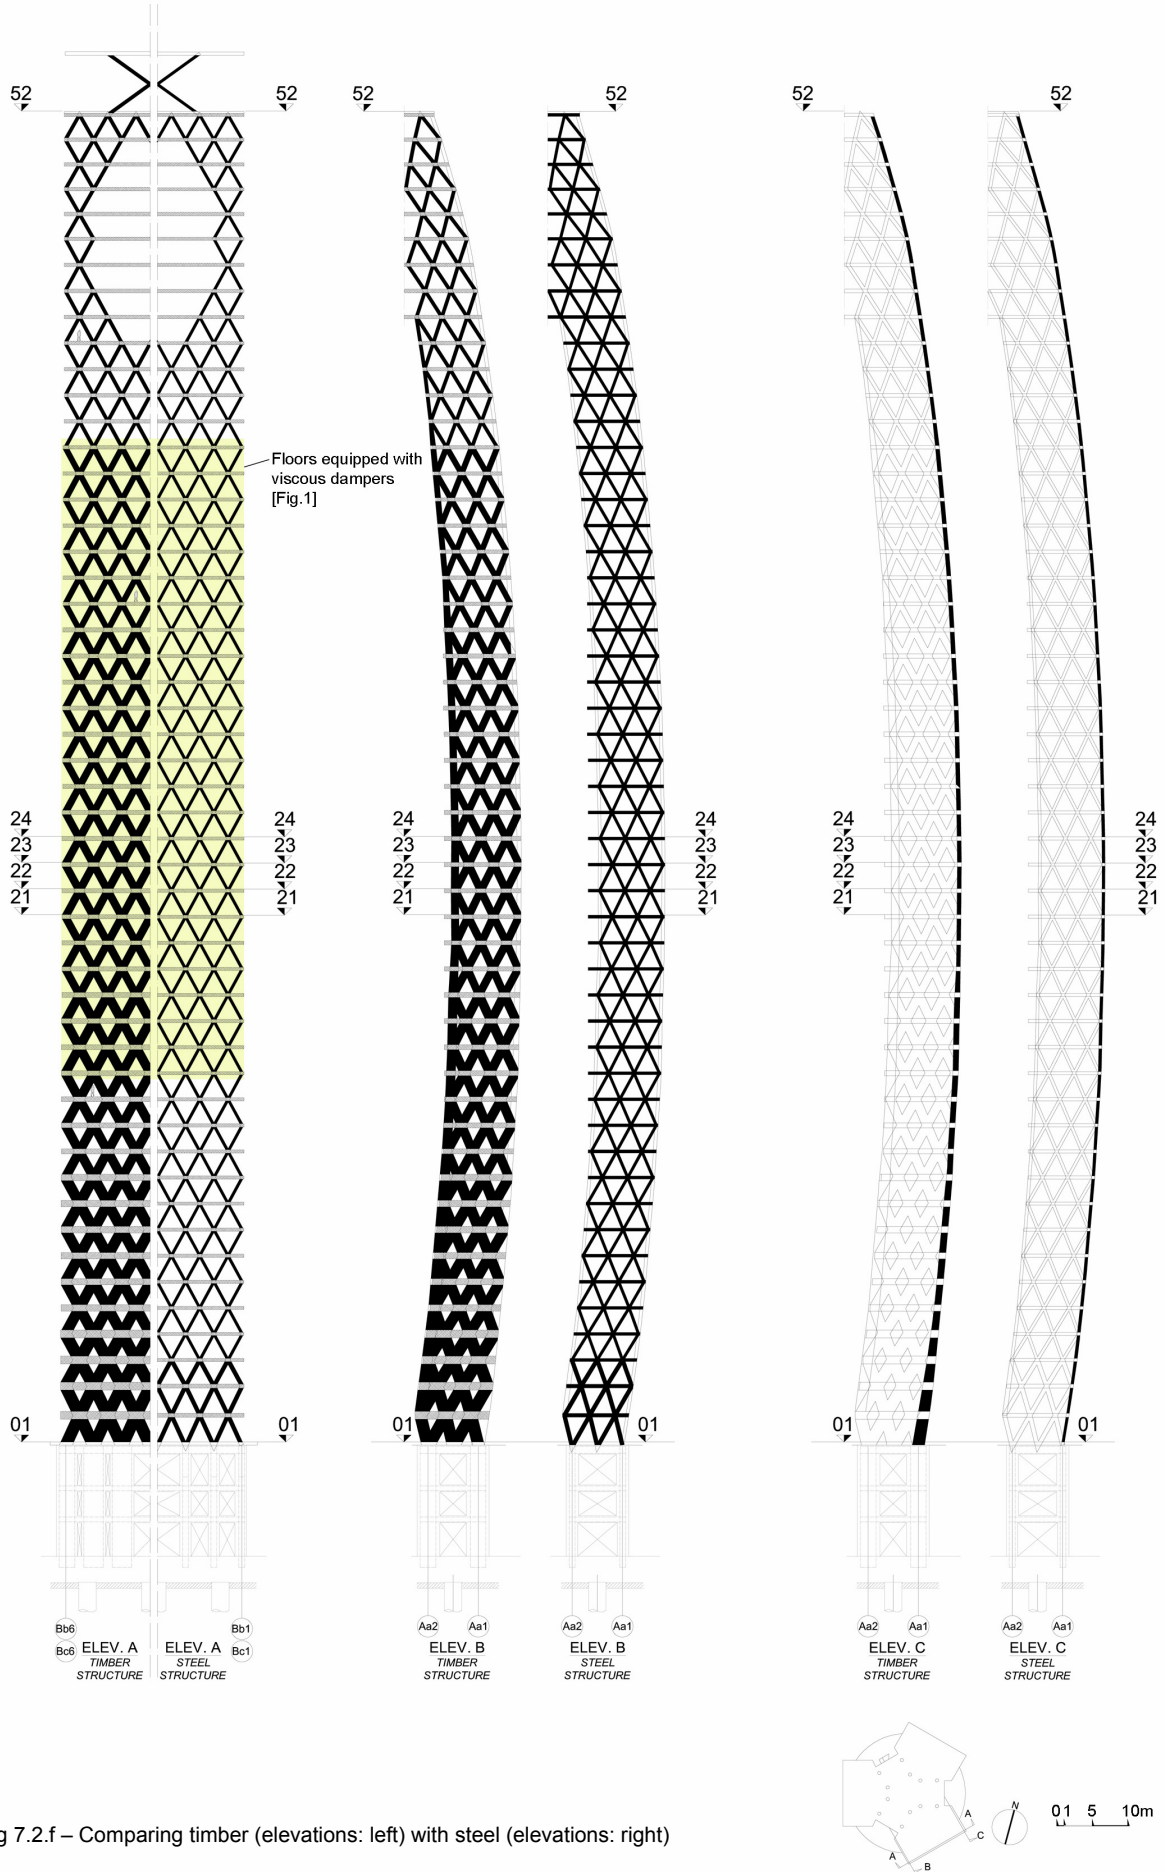 52 52 52 52 52 52
Floors equipped with
viscous dampers
[Fig.1]
24 24 24 24 24 24
23 23 23 23 23 23
22 22 22 22 22 22
21 21 21 21 21 21
01 01 01 01 01 01
Bb6 Bb1 Aa2 Aa1 Aa2 Aa1 Aa2 Aa1 Aa2 Aa1
Bc6 ELEV. A ELEV. A Bc1 ELEV. B ELEV. B ELEV. C ELEV. C
TIMBER STEEL TIMBER STEEL TIMBER STEEL
STRUCTURE STRUCTURE STRUCTURE STRUCTURE STRUCTURE STRUCTURE
A
C
A
B
N
0 1 5 10m
g 7.2.f – Comparing timber (elevations: left) with steel (elevations: right)